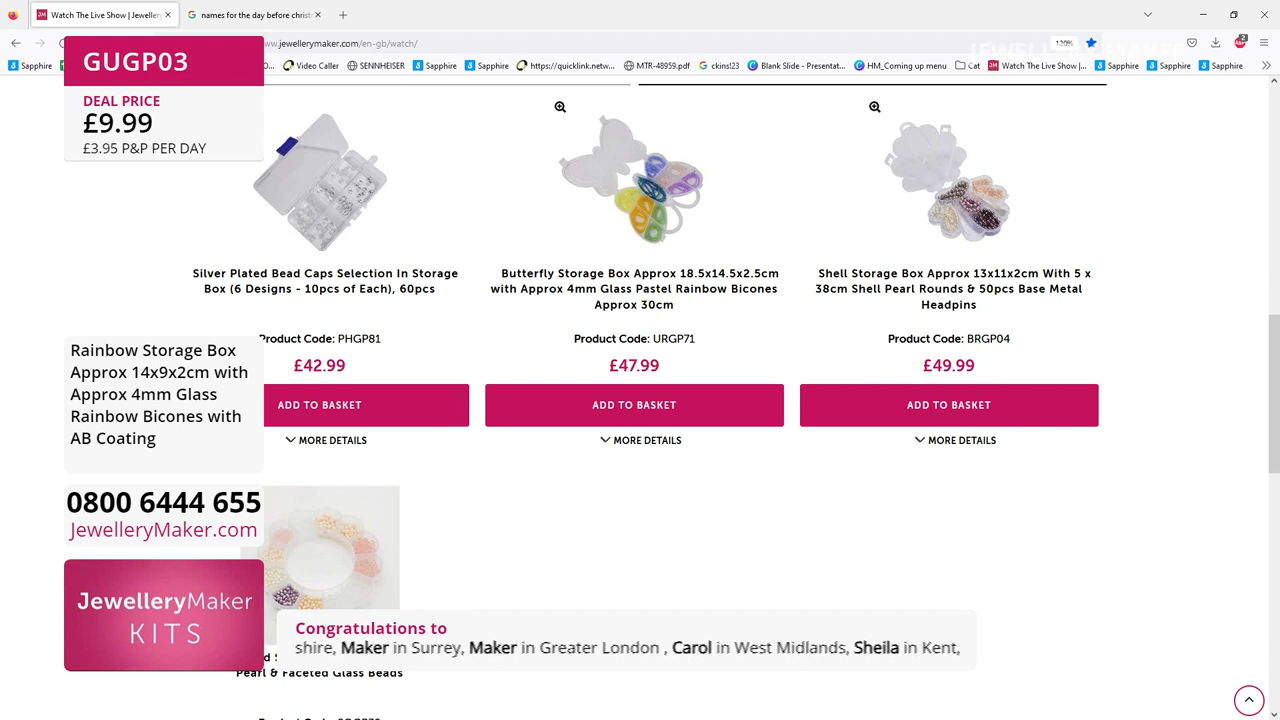 Watch The Live Show | Jeweller
names for the day before christ
ww.jewellerymaker.com/en-gb/watch/
120%
2
Sapphire
Video Caller
SENNHEISER
Sapphire
Sapphire
https://quicklink.netw...
MTR-48959.pdf
ckins!23
Blank Slide - Presentat...
HM_Coming up menu
Cat
Watch The Live Show |...
Sapphire
Sapphire
Sapphire
GUGP03
DEAL PRICE
£9.99
£3.95 P&P PER DAY
Silver Plated Bead Caps Selection In Storage
Box (6 Designs - 10pcs of Each), 60pcs
Product Code: PHGP81
£42.99
ADD TO BASKET
MORE DETAILS
Butterfly Storage Box Approx 18.5x14.5x2.5cm
with Approx 4mm Glass Pastel Rainbow Bicones
Approx 30cm
Product Code: URGP71
£47.99
ADD TO BASKET
MORE DETAILS
Shell Storage Box Approx 13x11x2cm With 5 x
38cm Shell Pearl Rounds & 50pcs Base Metal
Headpins
Product Code: BRGP04
£49.99
ADD TO BASKET
MORE DETAILS
Rainbow Storage Box
Approx 14x9x2cm with
Approx 4mm Glass
Rainbow Bicones with
AB Coating
0800 6444 655
JewelleryMaker.com
JewelleryMaker
KITS
Congratulations to
shire, Maker in Surrey, Maker in Greater London , Carol in West Midlands, Sheila in Kent,
Pearl & Faceted Glass Beads